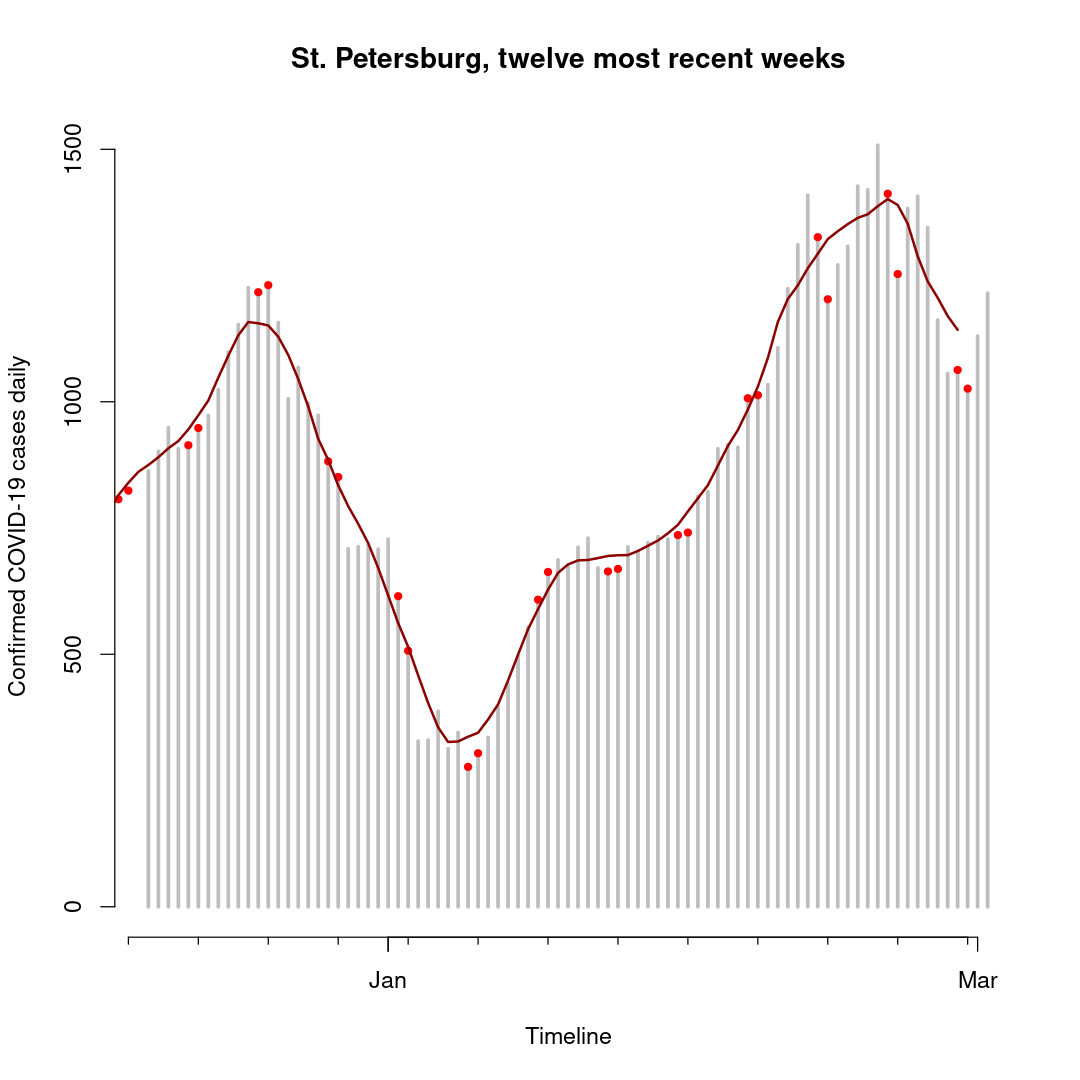 St. Petersburg, twelve most recent weeks
Confirmed COVID-19 cases daily
1500
1000
500
0
Jan
Mar
Timeline